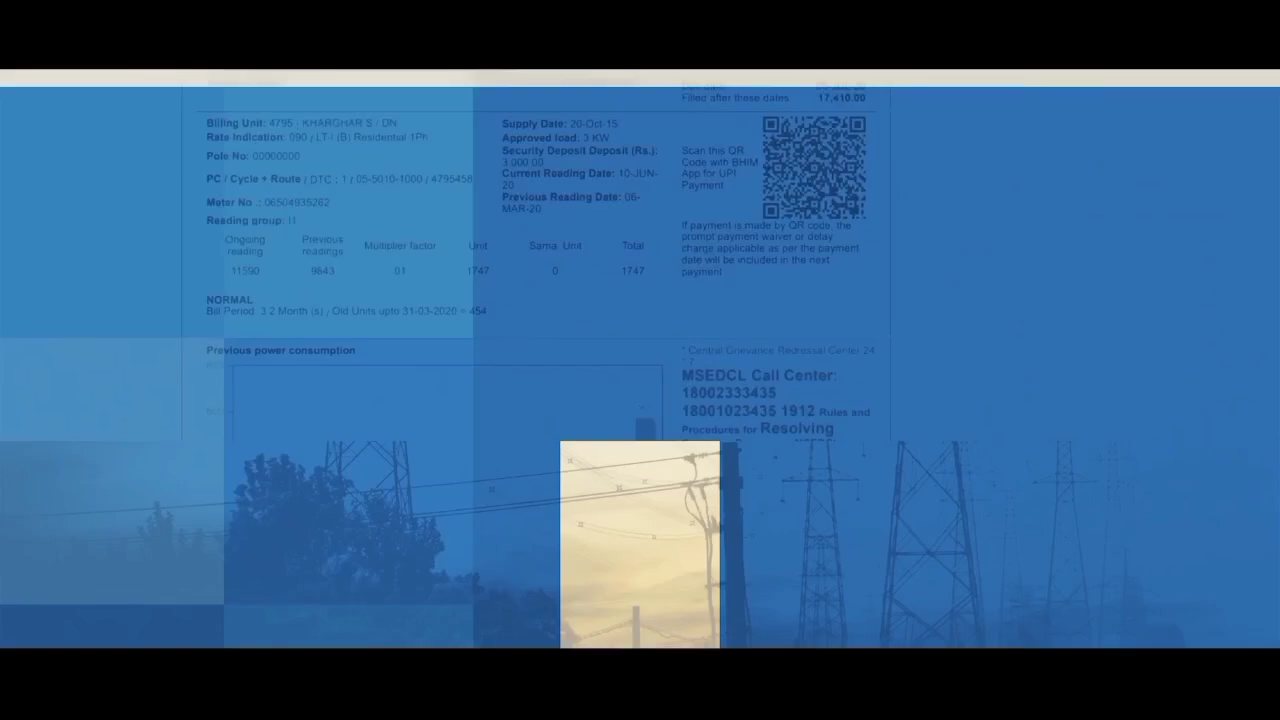 Filled after these dates 17,410.00
Billing Unit: 4795 - KHARGHAR S / DN
Rate Indication: 090 / LT-I (B) Residential 1Ph
Pole No: 00000000
PC / Cycle + Route / DTC : 1 / 05-5010-1000 / 4795458
Meter No .: 06504935262
Reading group: I1
Supply Date: 20-Oct-15
Approved load: 3 KW
Security Deposit Deposit (Rs.):
3,000.00
Current Reading Date: 10-JUN-
20
Previous Reading Date: 06-
MAR-20
Scan this QR
Code with BHIM
App for UPI
Payment
If payment is made by QR code, the
prompt payment waiver or delay
charge applicable as per the payment
date will be included in the next
payment
Ongoing reading Previous readings Multiplier factor Unit Sama. Unit Total
11590 9843 01 1747 0 1747
NORMAL
Bill Period 3.2 Month (s) / Old Units upto 31-03-2020 = 454
Previous power consumption
* Central Grievance Redressal Center 24
* 7
MSEDCL Call Center:
18002333435
18001023435 1912 Rules and
Procedures for Resolving